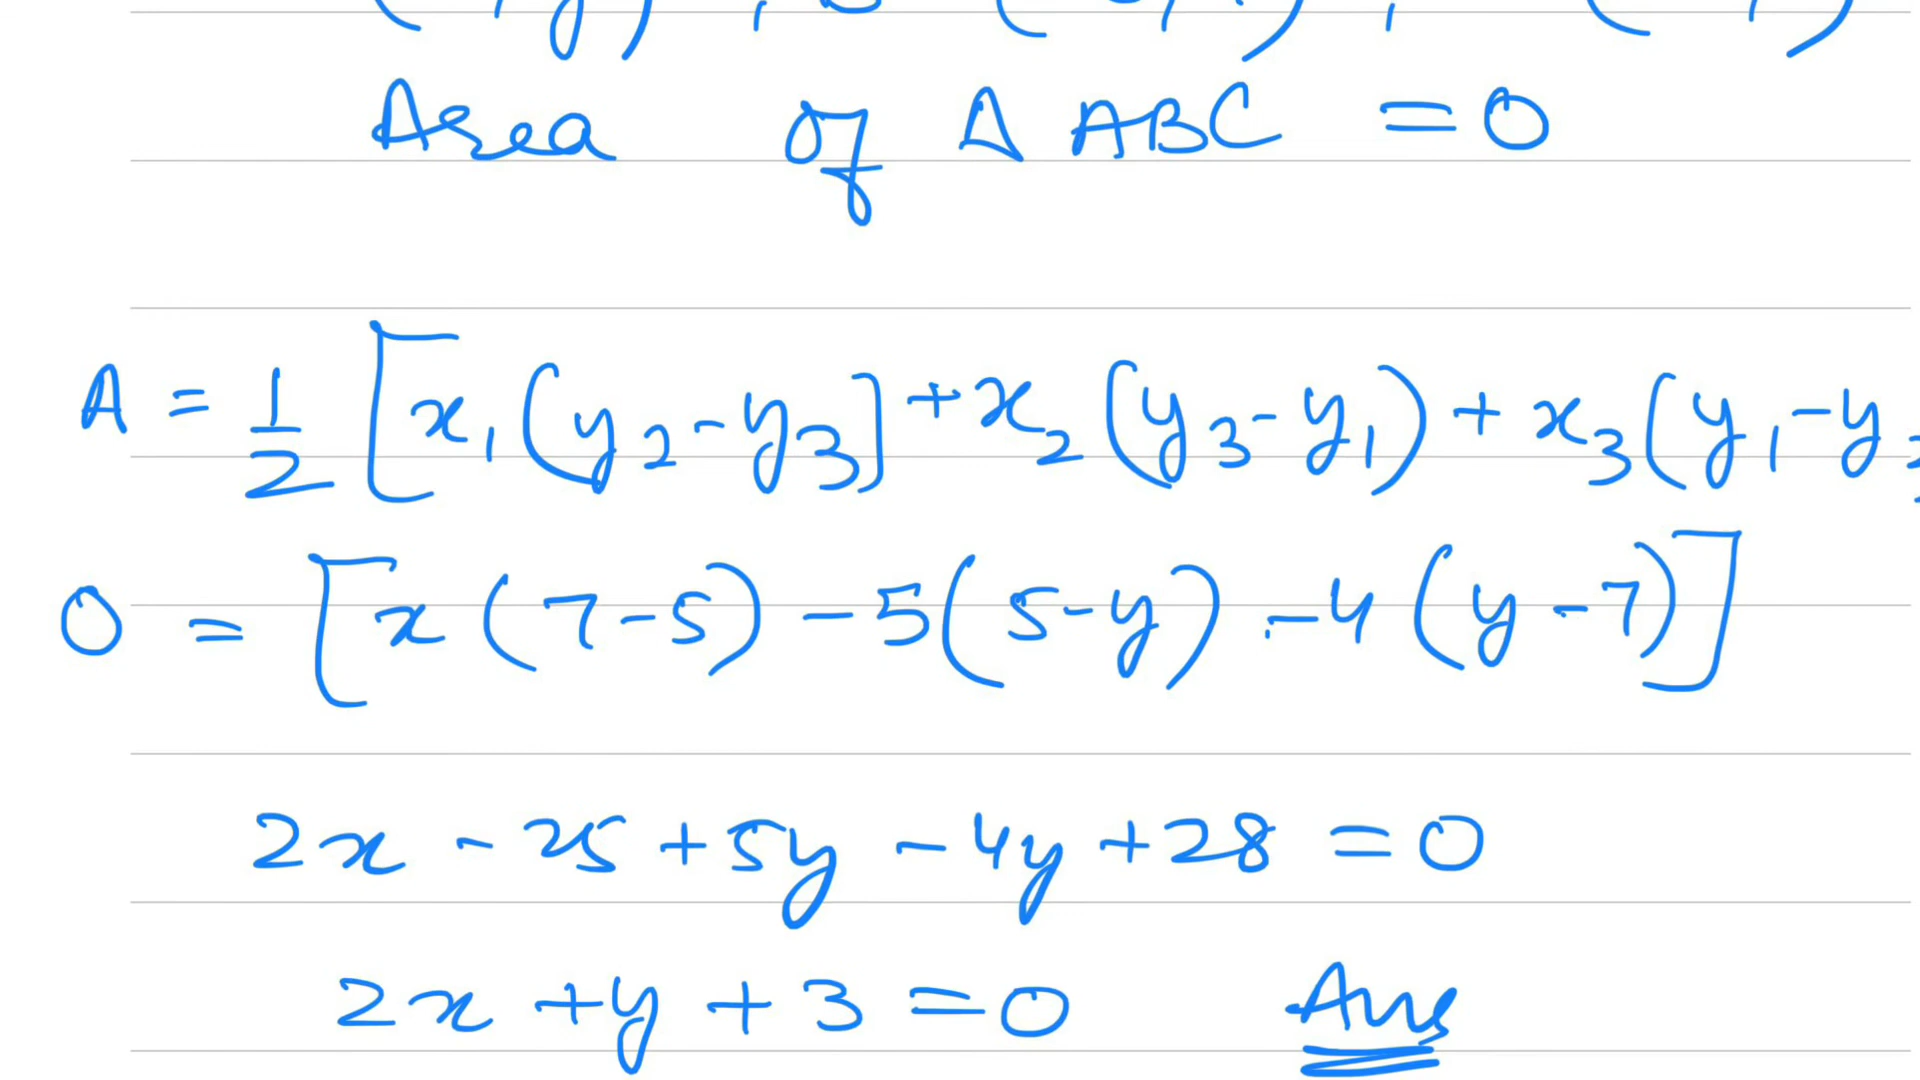 Area of Δ ABC = 0
A = 1/2 [x₁(y₂-y₃] + x₂(y₃-y₁) + x₃(y₁-y₂
0 = [x(7-5) -5(5-y) -4(y-7)]
2x - 25 + 5y - 4y + 28 = 0
2x + y + 3 = 0 Ans